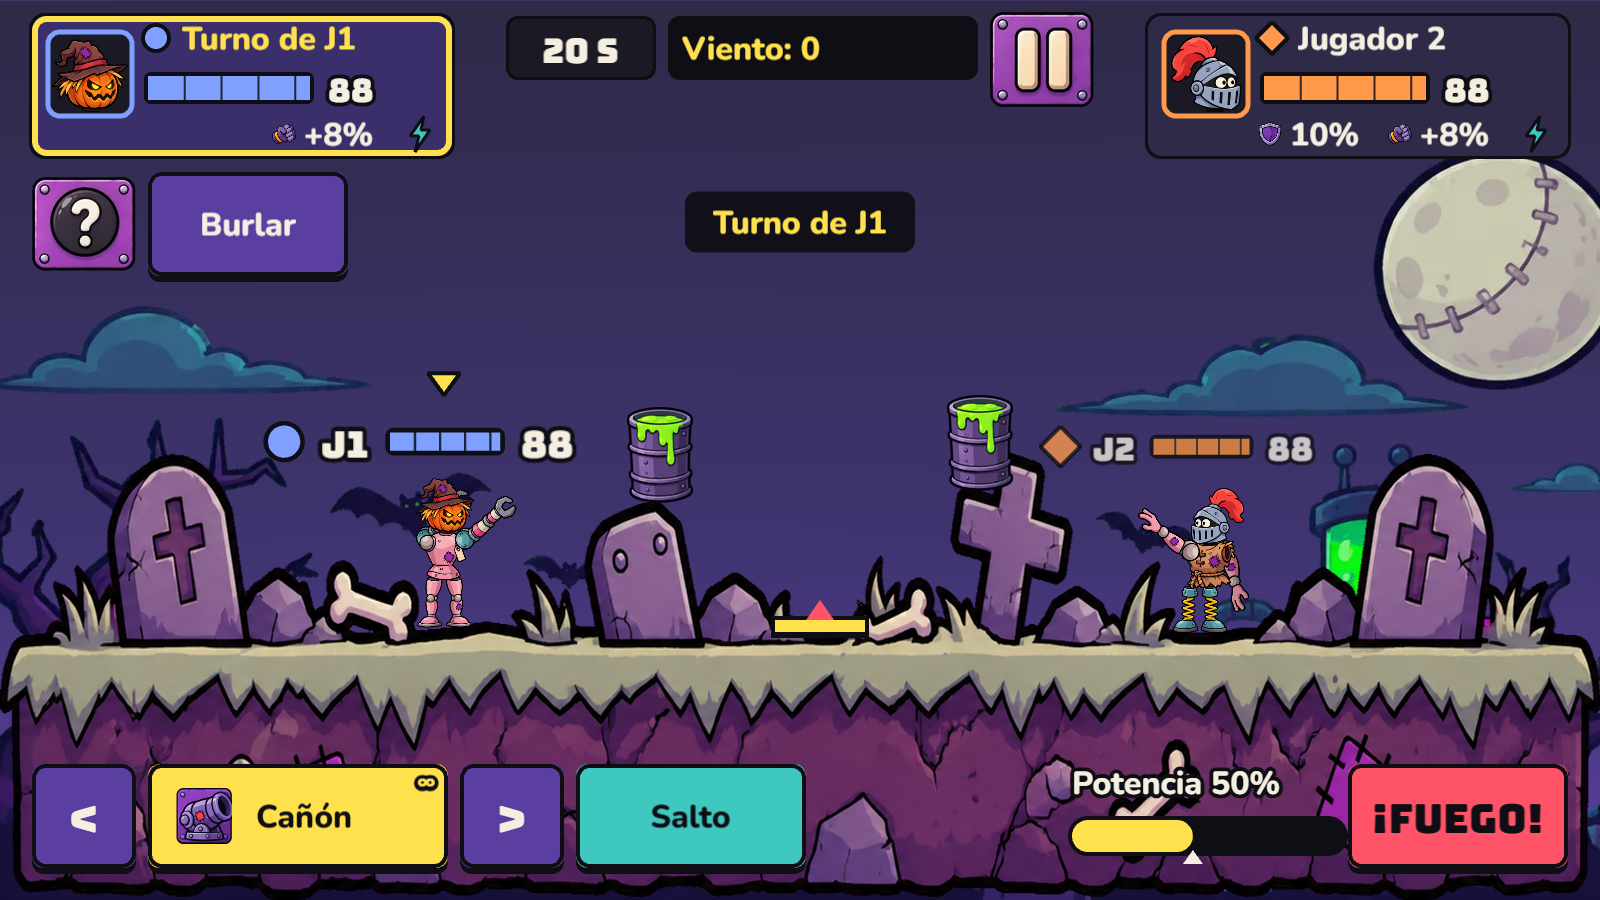 Turno de J1
88
+8%
20 S
Viento: 0
Jugador 2
88
10%
+8%
?
Burlar
Turno de J1
J1
88
J2
88
<
Cañón
∞
>
Salto
Potencia 50%
¡FUEGO!